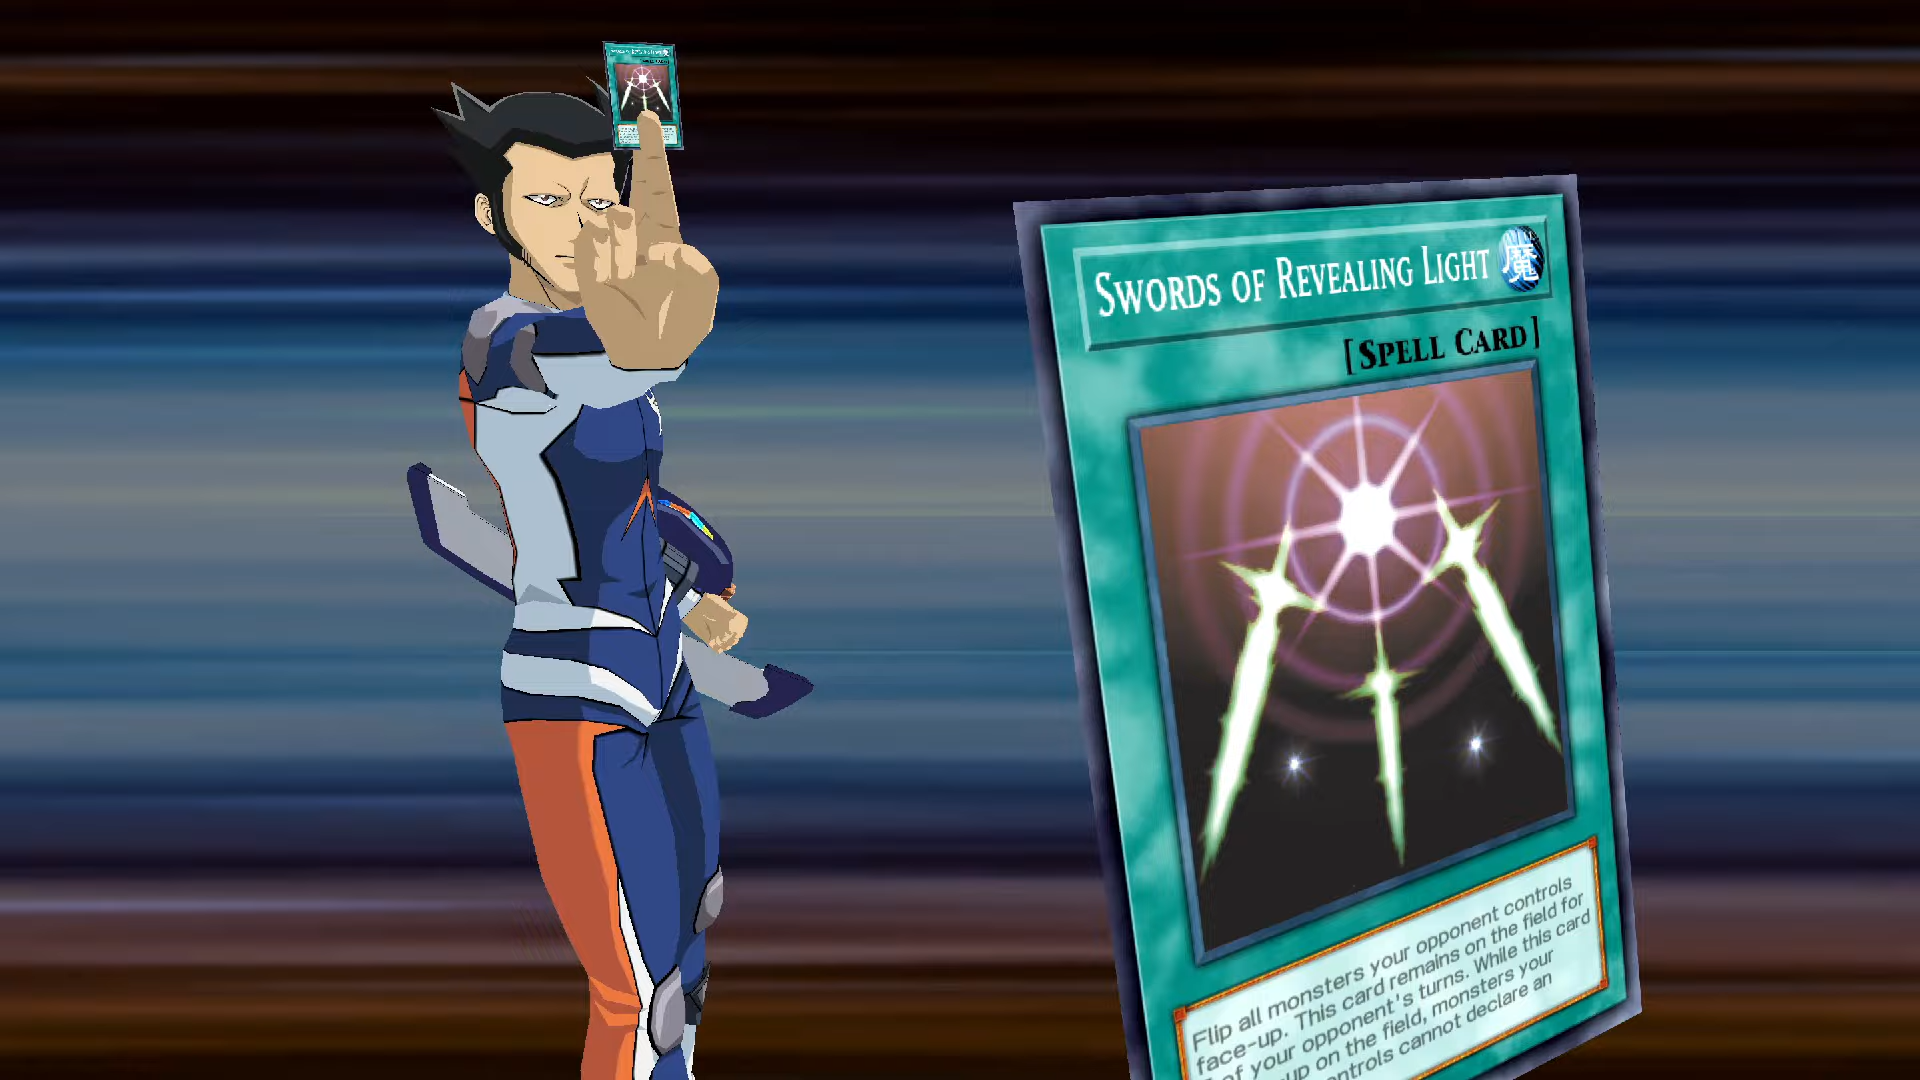 Swords of Revealing Light 魔
[Spell Card]
Flip all monsters your opponent controls
face-up. This card remains on the field for
of your opponent's turns. While this card
up on the field, monsters your
controls cannot declare an